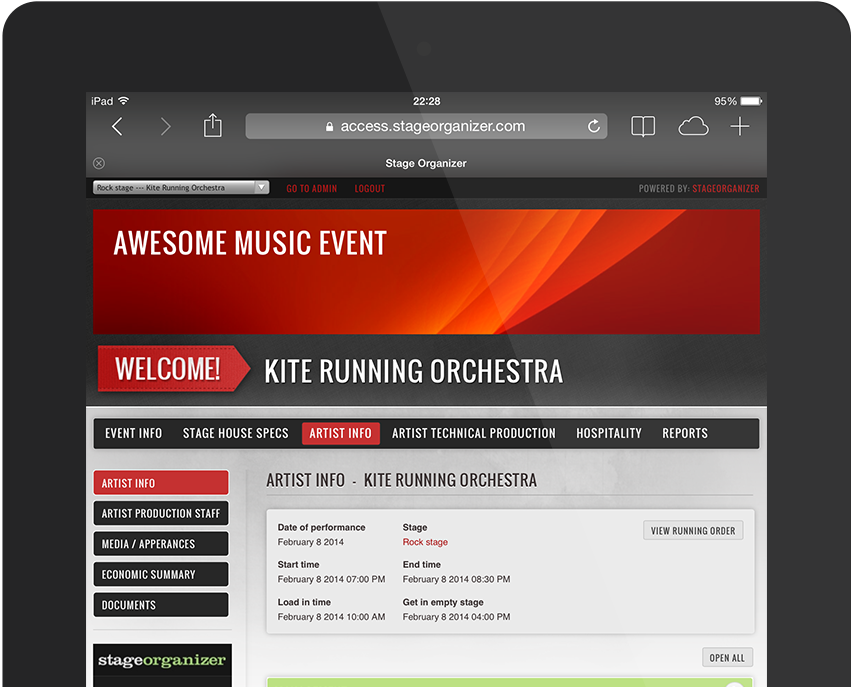 iPad 22:28 95%
access.stageorganizer.com
Stage Organizer
Rock stage --- Kite Running Orchestra GO TO ADMIN LOGOUT POWERED BY: STAGEORGANIZER
AWESOME MUSIC EVENT
WELCOME! KITE RUNNING ORCHESTRA
EVENT INFO STAGE HOUSE SPECS ARTIST INFO ARTIST TECHNICAL PRODUCTION HOSPITALITY REPORTS
ARTIST INFO
ARTIST PRODUCTION STAFF
MEDIA / APPERANCES
ECONOMIC SUMMARY
DOCUMENTS
stageorganizer
ARTIST INFO - KITE RUNNING ORCHESTRA
Date of performance Stage
February 8 2014 Rock stage
VIEW RUNNING ORDER
Start time End time
February 8 2014 07:00 PM February 8 2014 08:30 PM
Load in time Get in empty stage
February 8 2014 10:00 AM February 8 2014 04:00 PM
OPEN ALL